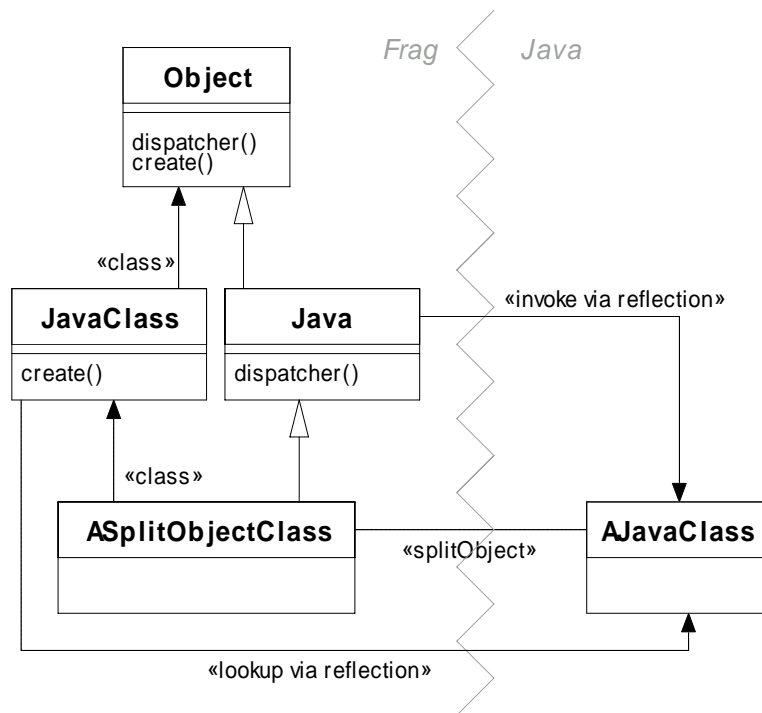 Frag
Java
Object
dispatcher()
create()
«class»
«invoke via reflection»
JavaClass
Java
create()
dispatcher()
«class»
ASplitObjectClass
AJavaClass
«splitObject»
«lookup via reflection»